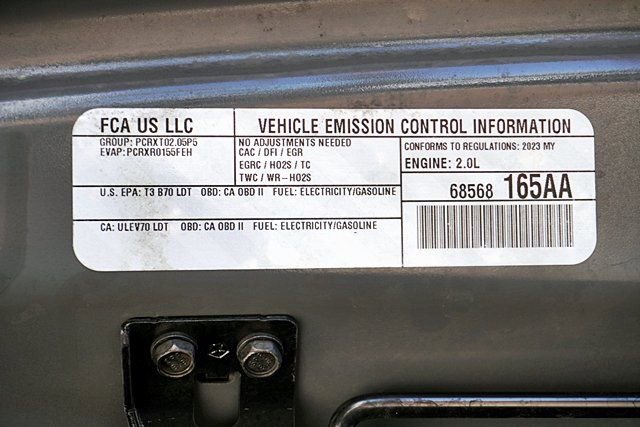 FCA US LLC
GROUP: PCRXT02.05P5
EVAP: PCRXR0155FEH
VEHICLE EMISSION CONTROL INFORMATION
NO ADJUSTMENTS NEEDED
CAC / DFI / EGR
EGRC / HO2S / TC
TWC / WR-HO2S
CONFORMS TO REGULATIONS: 2023 MY
ENGINE: 2.0L
U.S. EPA: T3 B70 LDT OBD: CA OBD II FUEL: ELECTRICITY/GASOLINE
68568 165AA
CA: ULEV70 LDT OBD: CA OBD II FUEL: ELECTRICITY/GASOLINE